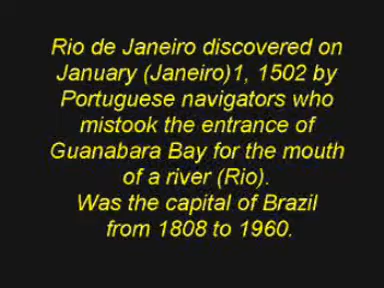 Rio de Janeiro discovered on
January (Janeiro)1, 1502 by
Portuguese navigators who
mistook the entrance of
Guanabara Bay for the mouth
of a river (Rio).
Was the capital of Brazil
from 1808 to 1960.